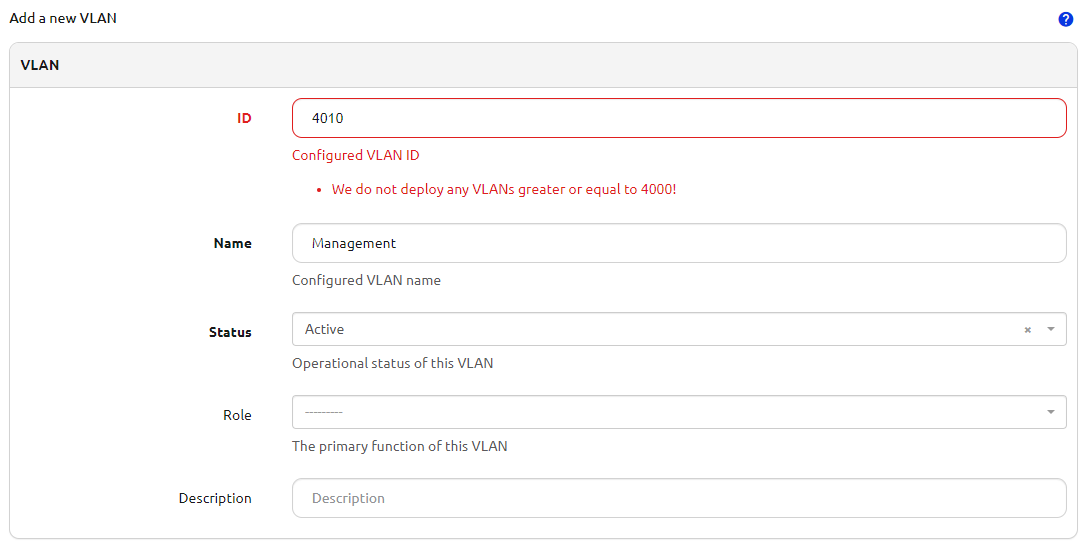 Add a new VLAN
?
VLAN
ID
4010
Configured VLAN ID
• We do not deploy any VLANs greater or equal to 4000!
Name
Management
Configured VLAN name
Status
Active × 
Operational status of this VLAN
Role
---------
The primary function of this VLAN
Description
Description